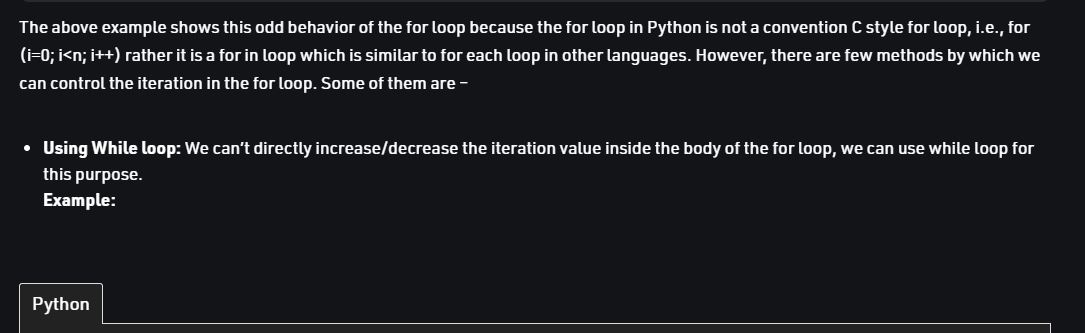 The above example shows this odd behavior of the for loop because the for loop in Python is not a convention C style for loop, i.e., for
(i=0; i<n; i++) rather it is a for in loop which is similar to for each loop in other languages. However, there are few methods by which we
can control the iteration in the for loop. Some of them are –
• Using While loop: We can't directly increase/decrease the iteration value inside the body of the for loop, we can use while loop for
this purpose.
Example:
Python